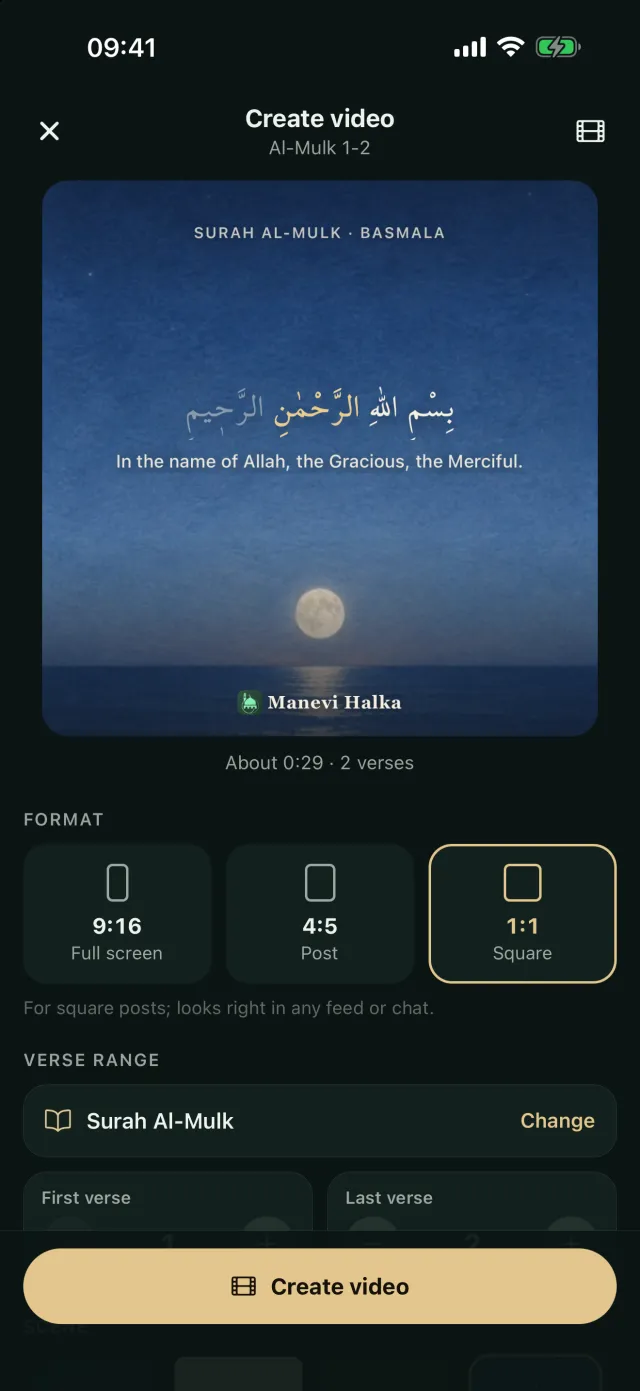 09:41
Create video
Al-Mulk 1-2
SURAH AL-MULK · BASMALA
بِسْمِ اللهِ الرَّحْمٰنِ الرَّحِيمِ
In the name of Allah, the Gracious, the Merciful.
Manevi Halka
About 0:29 · 2 verses
FORMAT
9:16
Full screen
4:5
Post
1:1
Square
For square posts; looks right in any feed or chat.
VERSE RANGE
Surah Al-Mulk
Change
First verse
Last verse
Create video